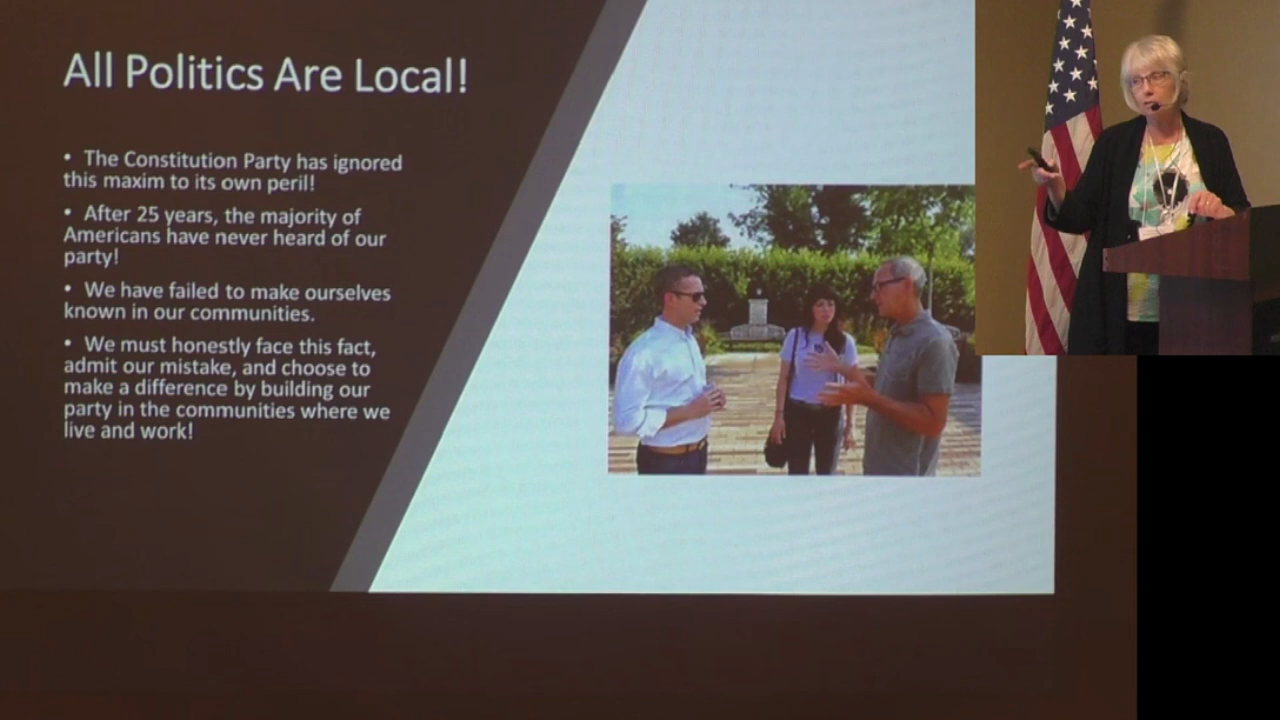 All Politics Are Local!
• The Constitution Party has ignored
this maxim to its own peril!
• After 25 years, the majority of
Americans have never heard of our
party!
• We have failed to make ourselves
known in our communities.
• We must honestly face this fact,
admit our mistake, and choose to
make a difference by building our
party in the communities where we
live and work!